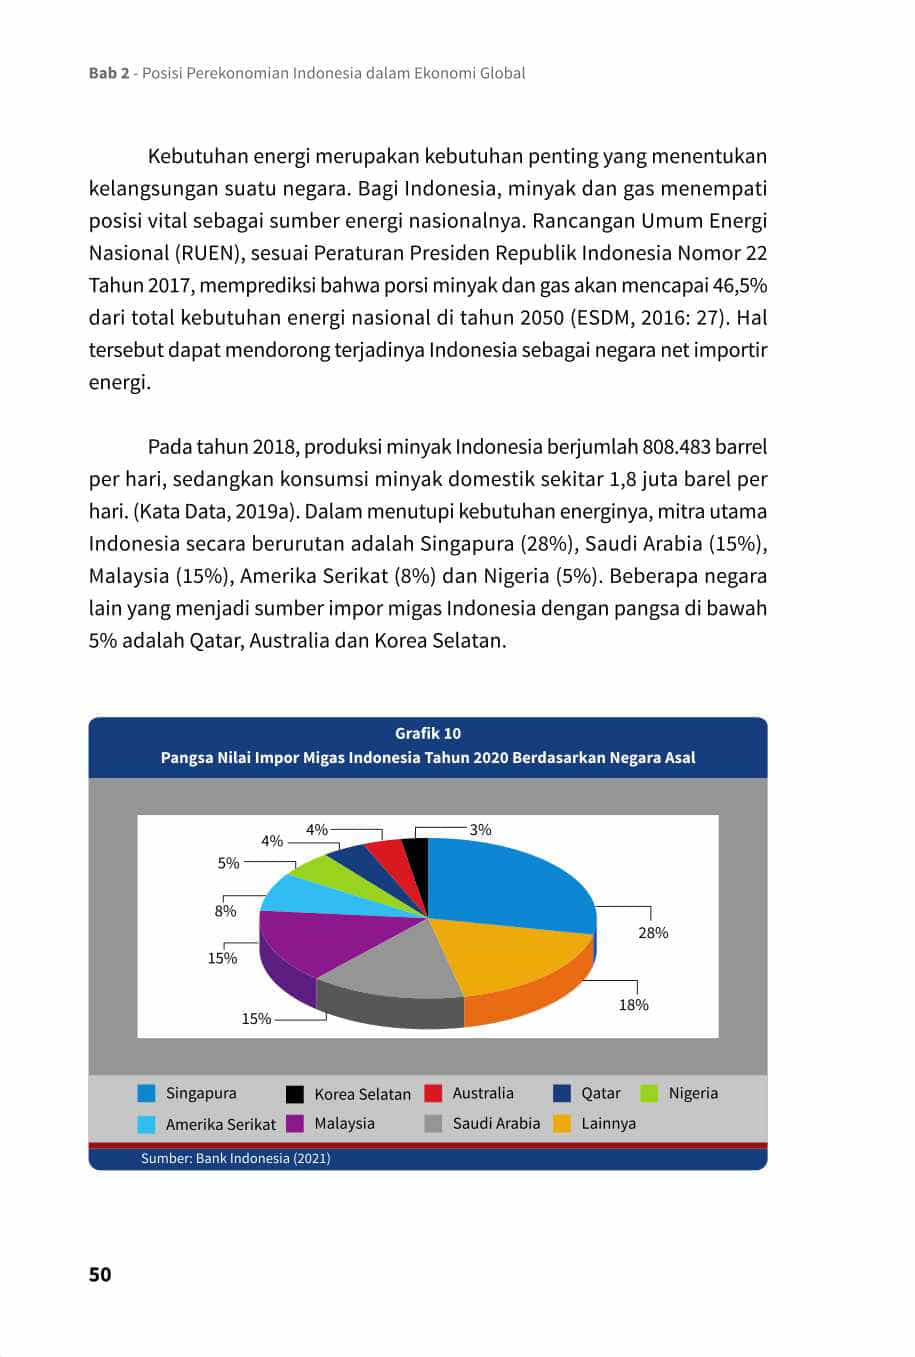 Bab 2 - Posisi Perekonomian Indonesia dalam Ekonomi Global
Kebutuhan energi merupakan kebutuhan penting yang menentukan
kelangsungan suatu negara. Bagi Indonesia, minyak dan gas menempati
posisi vital sebagai sumber energi nasionalnya. Rancangan Umum Energi
Nasional (RUEN), sesuai Peraturan Presiden Republik Indonesia Nomor 22
Tahun 2017, memprediksi bahwa porsi minyak dan gas akan mencapai 46,5%
dari total kebutuhan energi nasional di tahun 2050 (ESDM, 2016: 27). Hal
tersebut dapat mendorong terjadinya Indonesia sebagai negara net importir
energi.
Pada tahun 2018, produksi minyak Indonesia berjumlah 808.483 barrel
per hari, sedangkan konsumsi minyak domestik sekitar 1,8 juta barel per
hari. (Kata Data, 2019a). Dalam menutupi kebutuhan energinya, mitra utama
Indonesia secara berurutan adalah Singapura (28%), Saudi Arabia (15%),
Malaysia (15%), Amerika Serikat (8%) dan Nigeria (5%). Beberapa negara
lain yang menjadi sumber impor migas Indonesia dengan pangsa di bawah
5% adalah Qatar, Australia dan Korea Selatan.
Grafik 10
Pangsa Nilai Impor Migas Indonesia Tahun 2020 Berdasarkan Negara Asal
4% 3%
4%
5%
8%
28%
15%
18%
15%
Singapura Korea Selatan Australia Qatar Nigeria
Amerika Serikat Malaysia Saudi Arabia Lainnya
Sumber: Bank Indonesia (2021)
50